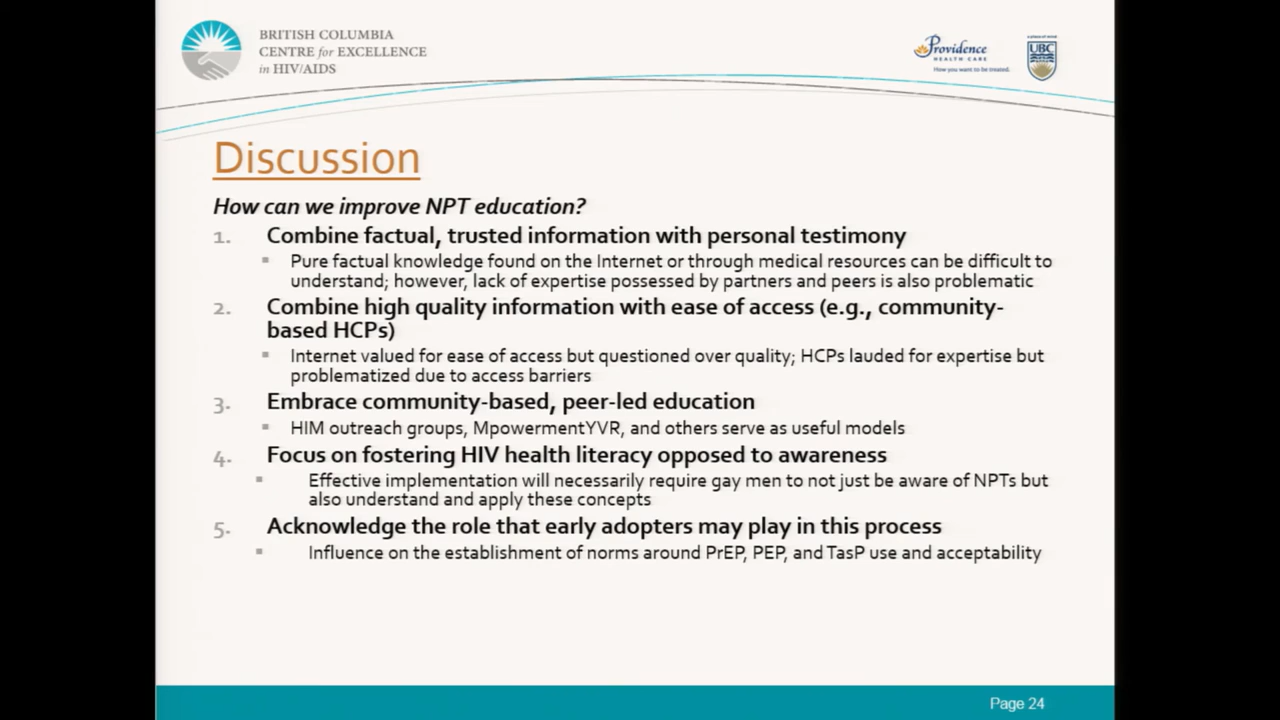 BRITISH COLUMBIA
CENTRE for EXCELLENCE
in HIV/AIDS
Providence
HEALTH CARE
How you want to be treated.
UBC
Discussion
How can we improve NPT education?
1. Combine factual, trusted information with personal testimony
▪ Pure factual knowledge found on the Internet or through medical resources can be difficult to
understand; however, lack of expertise possessed by partners and peers is also problematic
2. Combine high quality information with ease of access (e.g., community-
based HCPs)
▪ Internet valued for ease of access but questioned over quality; HCPs lauded for expertise but
problematized due to access barriers
3. Embrace community-based, peer-led education
▪ HIM outreach groups, MpowermentYVR, and others serve as useful models
4. Focus on fostering HIV health literacy opposed to awareness
▪ Effective implementation will necessarily require gay men to not just be aware of NPTs but
also understand and apply these concepts
5. Acknowledge the role that early adopters may play in this process
▪ Influence on the establishment of norms around PrEP, PEP, and TasP use and acceptability
Page 24